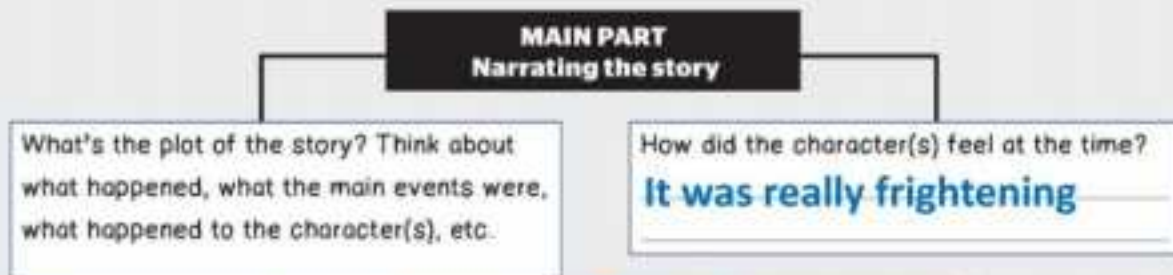 MAIN PART
Narrating the story
What's the plot of the story? Think about
what happened, what the main events were,
what happened to the character(s), etc.
How did the character(s) feel at the time?
It was really frightening